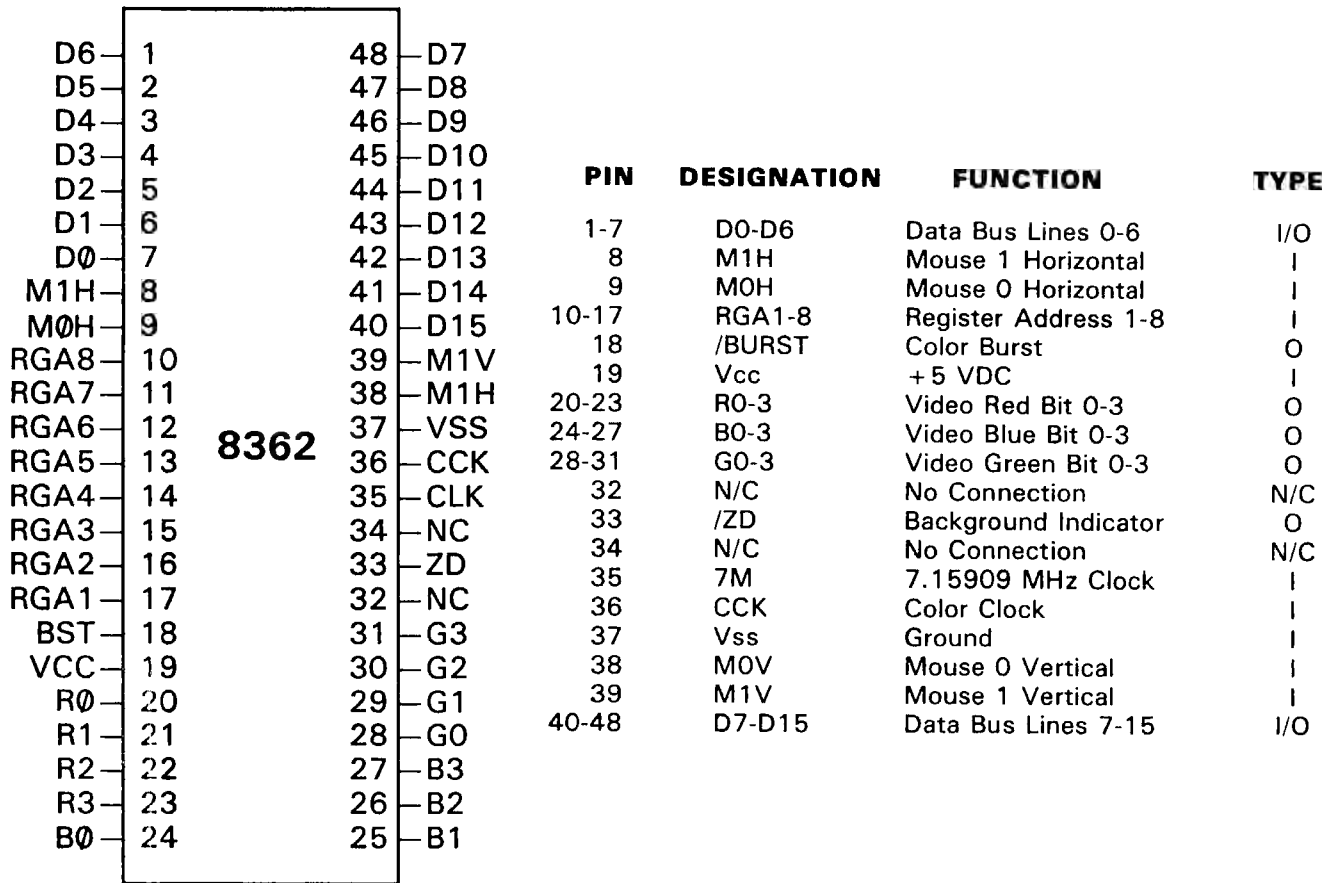 D6 1 48 D7
D5 2 47 D8
D4 3 46 D9
D3 4 45 D10
D2 5 44 D11
D1 6 43 D12
DØ 7 42 D13
M1H 8 41 D14
MØH 9 40 D15
RGA8 10 39 M1V
RGA7 11 38 M1H
RGA6 12 37 VSS
8362
RGA5 13 36 CCK
RGA4 14 35 CLK
RGA3 15 34 NC
RGA2 16 33 ZD
RGA1 17 32 NC
BST 18 31 G3
VCC 19 30 G2
RØ 20 29 G1
R1 21 28 G0
R2 22 27 B3
R3 23 26 B2
BØ 24 25 B1
PIN DESIGNATION FUNCTION TYPE
1-7 D0-D6 Data Bus Lines 0-6 I/O
8 M1H Mouse 1 Horizontal I
9 M0H Mouse 0 Horizontal I
10-17 RGA1-8 Register Address 1-8 I
18 /BURST Color Burst O
19 Vcc +5 VDC I
20-23 R0-3 Video Red Bit 0-3 O
24-27 B0-3 Video Blue Bit 0-3 O
28-31 G0-3 Video Green Bit 0-3 O
32 N/C No Connection N/C
33 /ZD Background Indicator O
34 N/C No Connection N/C
35 7M 7.15909 MHz Clock I
36 CCK Color Clock I
37 Vss Ground I
38 M0V Mouse 0 Vertical I
39 M1V Mouse 1 Vertical I
40-48 D7-D15 Data Bus Lines 7-15 I/O